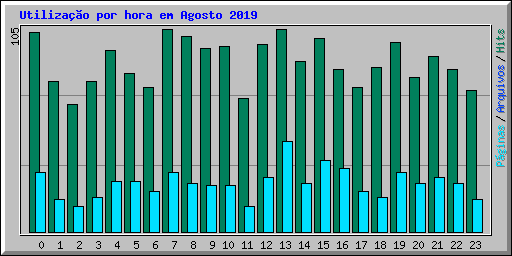 Utilização por hora em Agosto 2019
105
Páginas / Arquivos / Hits
0 1 2 3 4 5 6 7 8 9 10 11 12 13 14 15 16 17 18 19 20 21 22 23